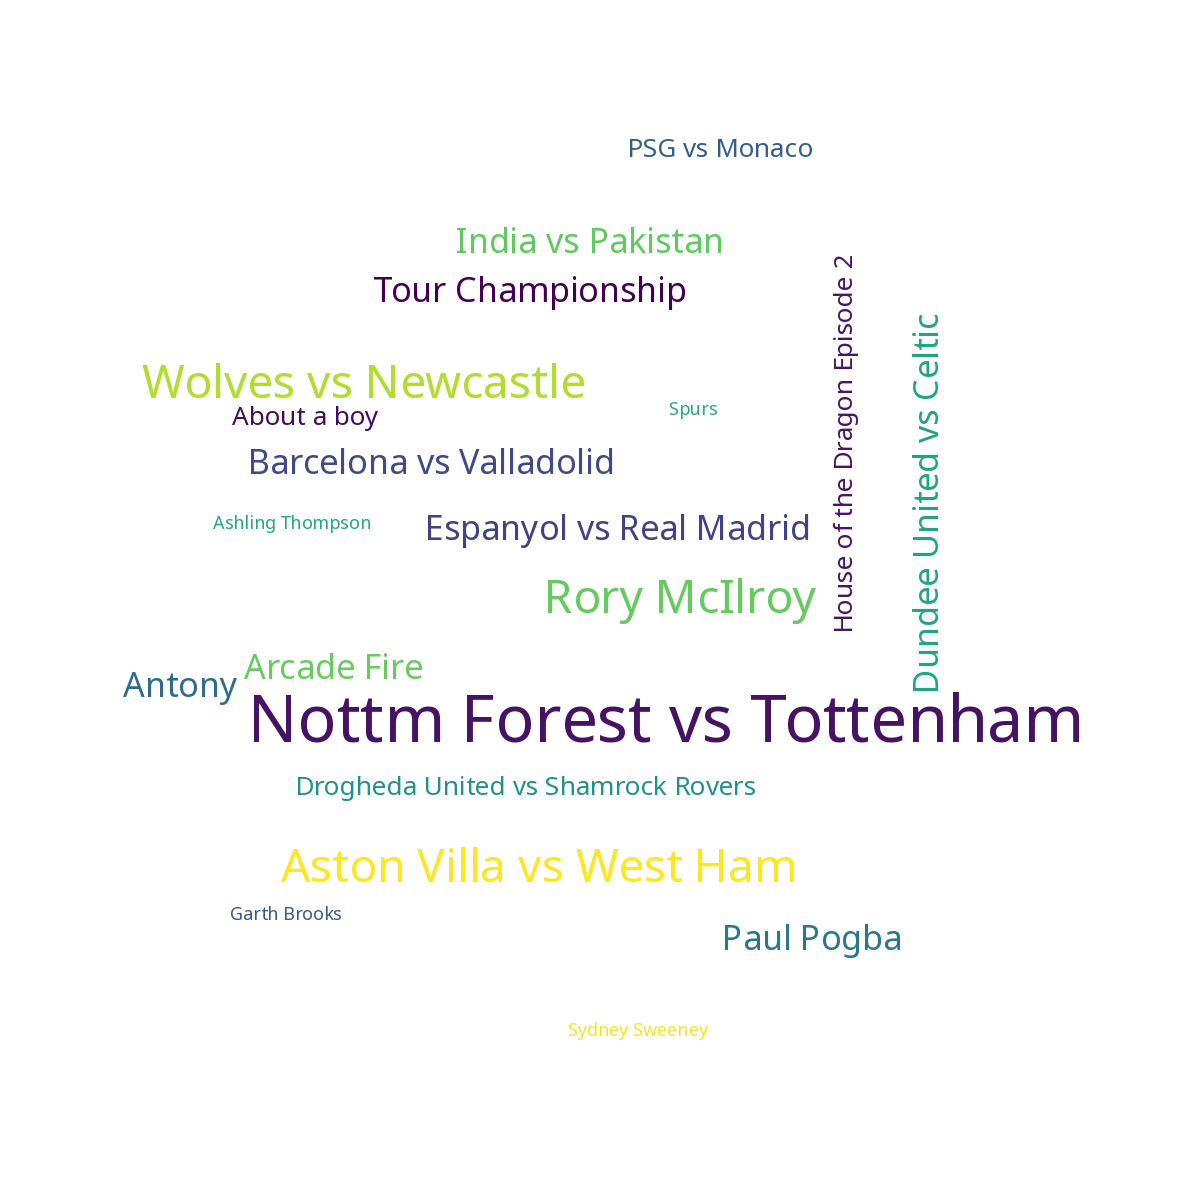 PSG vs Monaco
India vs Pakistan
Tour Championship
House of the Dragon Episode 2
Dundee United vs Celtic
Wolves vs Newcastle
About a boy
Spurs
Barcelona vs Valladolid
Ashling Thompson
Espanyol vs Real Madrid
Rory McIlroy
Arcade Fire
Antony
Nottm Forest vs Tottenham
Drogheda United vs Shamrock Rovers
Aston Villa vs West Ham
Garth Brooks
Paul Pogba
Sydney Sweeney